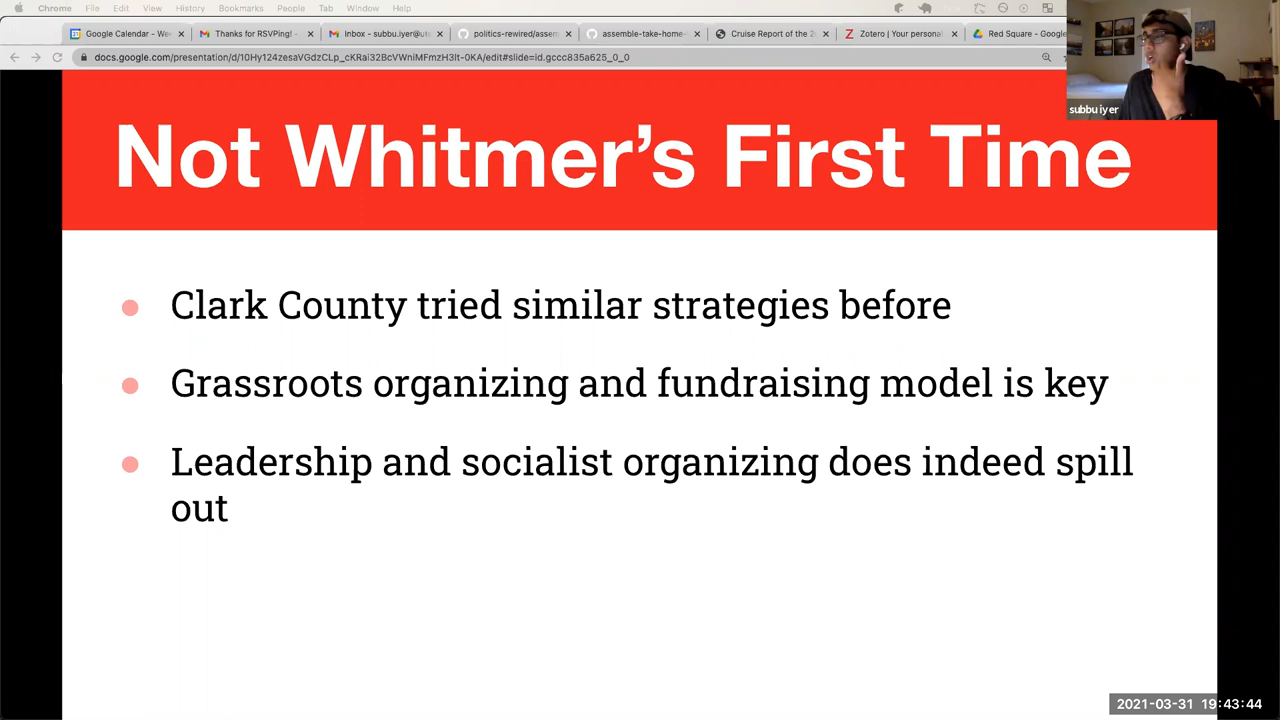 Chrome File Edit View History Bookmarks People Tab Window Help
Google Calendar - We Thanks for RSVPing! - Inbox - subbu.iyer@ut politics-rewired/assem assemble-take-home- Cruise Report of the Z Zotero | Your personal Red Square - Google
docs.google.com/presentation/d/10Hy124zesaVGdzCLp_cKRai32BcVWniMFmzH3lt-0KA/edit#slide=id.gccc835a625_0_0
subbu iyer
Not Whitmer’s First Time
Clark County tried similar strategies before
Grassroots organizing and fundraising model is key
Leadership and socialist organizing does indeed spill
out
2021-03-31 19:43:44